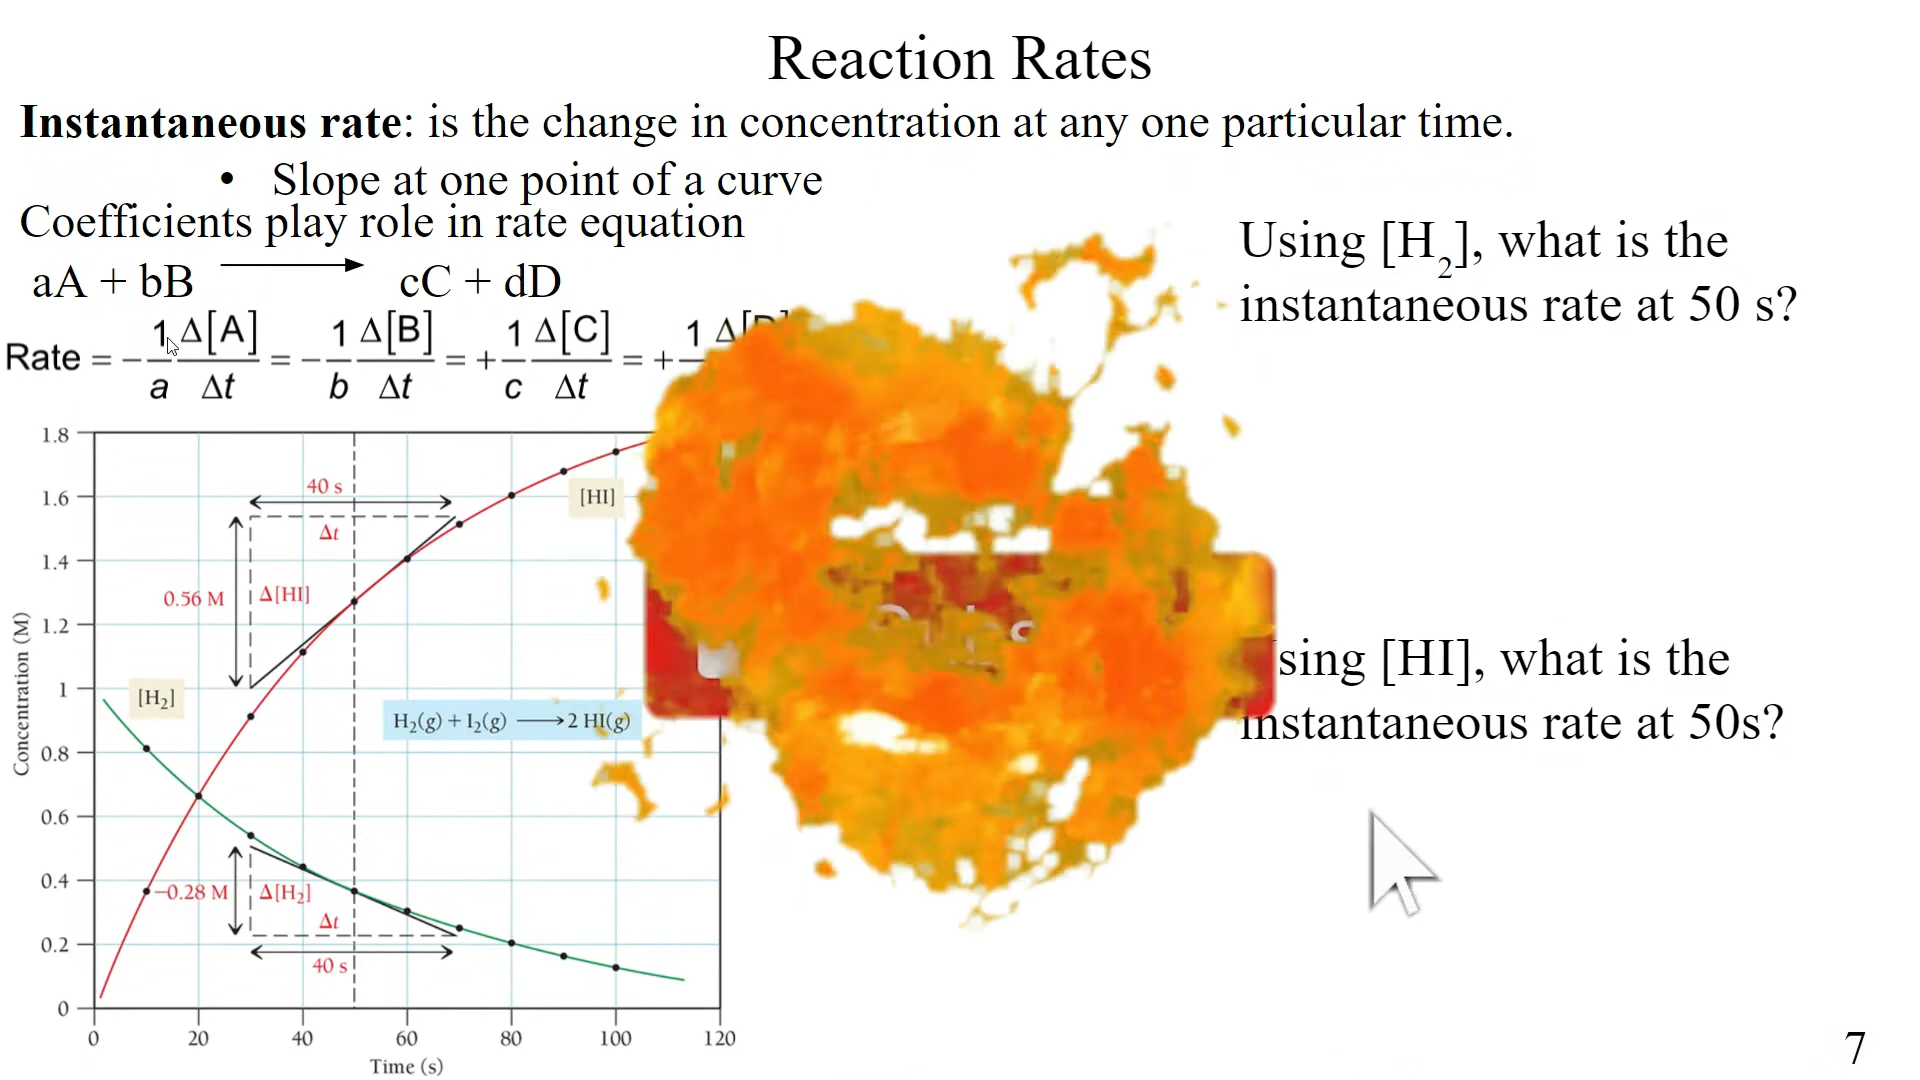 Reaction Rates
Instantaneous rate: is the change in concentration at any one particular time.
• Slope at one point of a curve
Coefficients play role in rate equation
aA + bB ⟶ cC + dD
Rate = −1/a Δ[A]/Δt = −1/b Δ[B]/Δt = +1/c Δ[C]/Δt = +1
Using [H₂], what is the
instantaneous rate at 50 s?
sing [HI], what is the
instantaneous rate at 50s?
Concentration (M)
1.8
1.6
1.4
1.2
1
0.8
0.6
0.4
0.2
0
40 s
Δt
[HI]
0.56 M
Δ[HI]
[H₂]
H₂(g) + I₂(g) ⟶ 2 HI(g)
−0.28 M
Δ[H₂]
Δt
40 s
0 20 40 60 80 100 120
Time (s)
7